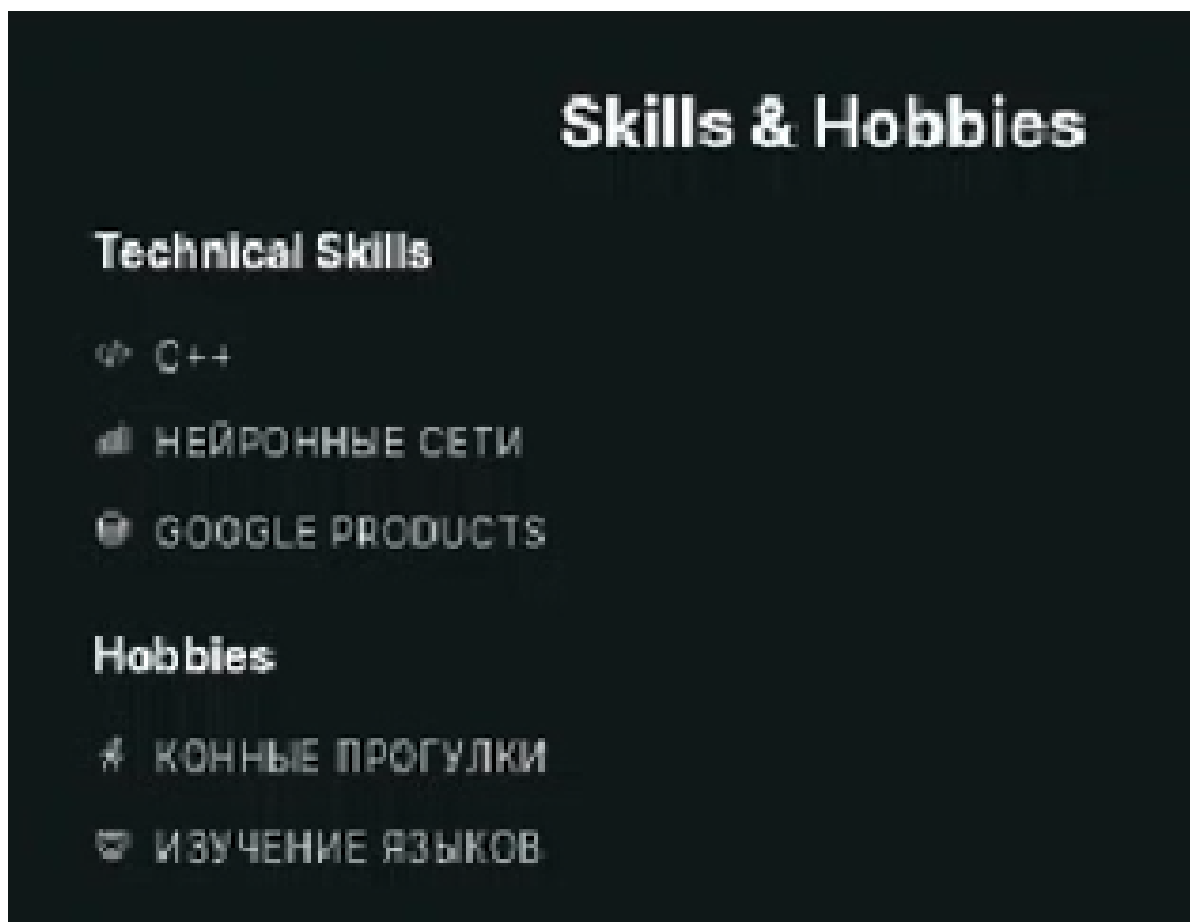 Skills & Hobbies
Technical Skills
C++
НЕЙРОННЫЕ СЕТИ
GOOGLE PRODUCTS
Hobbies
КОННЫЕ ПРОГУЛКИ
ИЗУЧЕНИЕ ЯЗЫКОВ